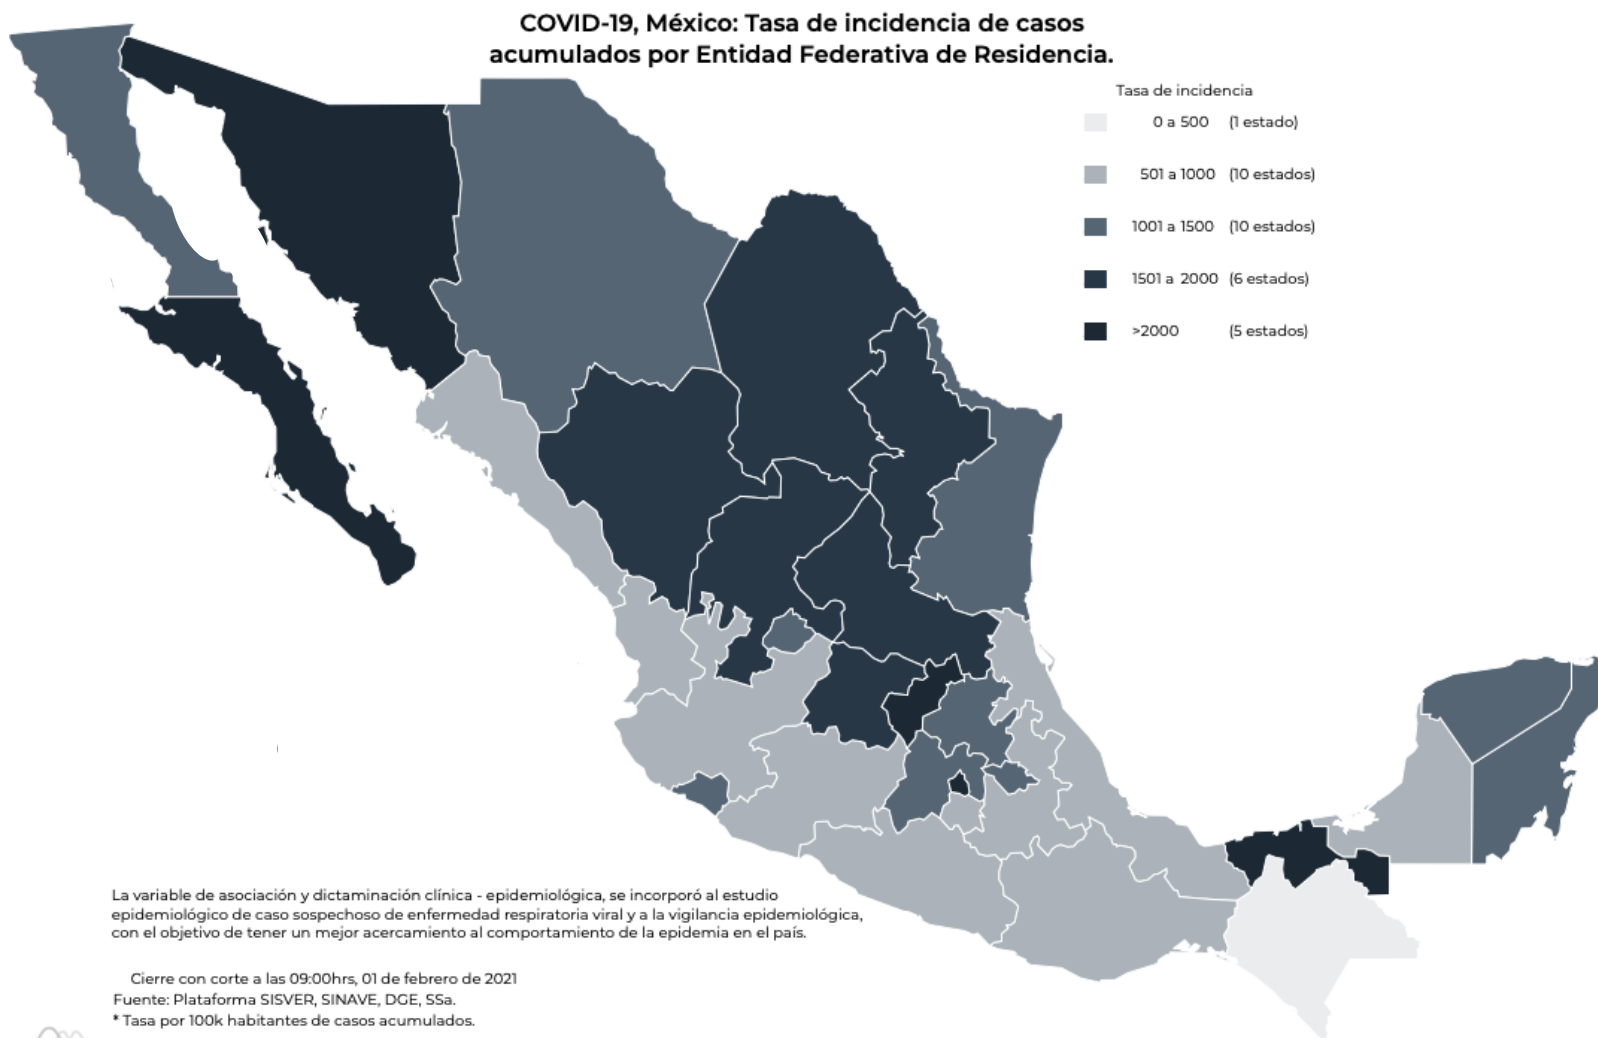 COVID-19, México: Tasa de incidencia de casos
acumulados por Entidad Federativa de Residencia.
Tasa de incidencia
0 a 500 (1 estado)
501 a 1000 (10 estados)
1001 a 1500 (10 estados)
1501 a 2000 (6 estados)
>2000 (5 estados)
La variable de asociación y dictaminación clínica - epidemiológica, se incorporó al estudio
epidemiológico de caso sospechoso de enfermedad respiratoria viral y a la vigilancia epidemiológica,
con el objetivo de tener un mejor acercamiento al comportamiento de la epidemia en el país.
Cierre con corte a las 09:00hrs, 01 de febrero de 2021
Fuente: Plataforma SISVER, SINAVE, DGE, SSa.
* Tasa por 100k habitantes de casos acumulados.